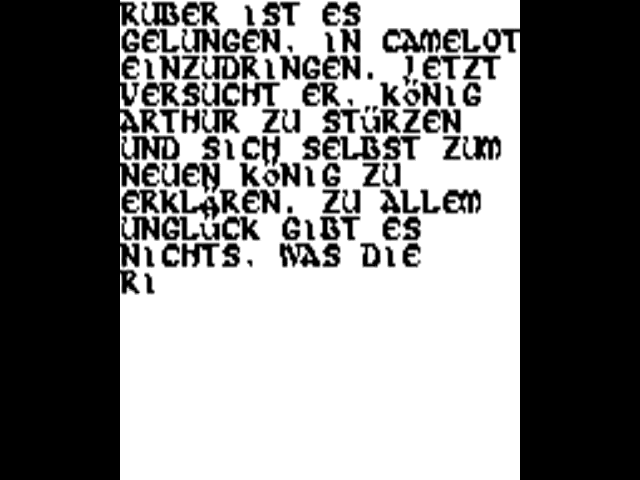 RUBER IST ES
GELUNGEN, IN CAMELOT
EINZUDRINGEN. JETZT
VERSUCHT ER, KÖNIG
ARTHUR ZU STÜRZEN
UND SICH SELBST ZUM
NEUEN KÖNIG ZU
ERKLÄREN. ZU ALLEM
UNGLÜCK GIBT ES
NICHTS, WAS DIE
RI